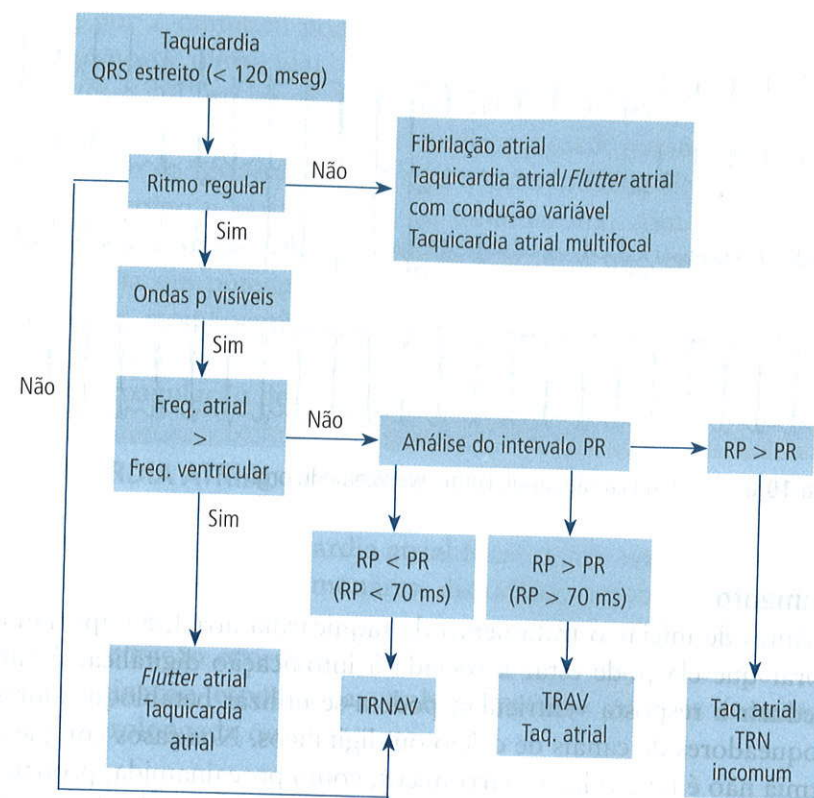 Taquicardia
QRS estreito (< 120 mseg)
Ritmo regular
Não
Fibrilação atrial
Taquicardia atrial/Flutter atrial
com condução variável
Taquicardia atrial multifocal
Sim
Ondas p visíveis
Sim
Não
Freq. atrial
>
Freq. ventricular
Não
Análise do intervalo PR
RP > PR
Sim
RP < PR
(RP < 70 ms)
RP > PR
(RP > 70 ms)
Flutter atrial
Taquicardia
atrial
TRNAV
TRAV
Taq. atrial
Taq. atrial
TRN
incomum